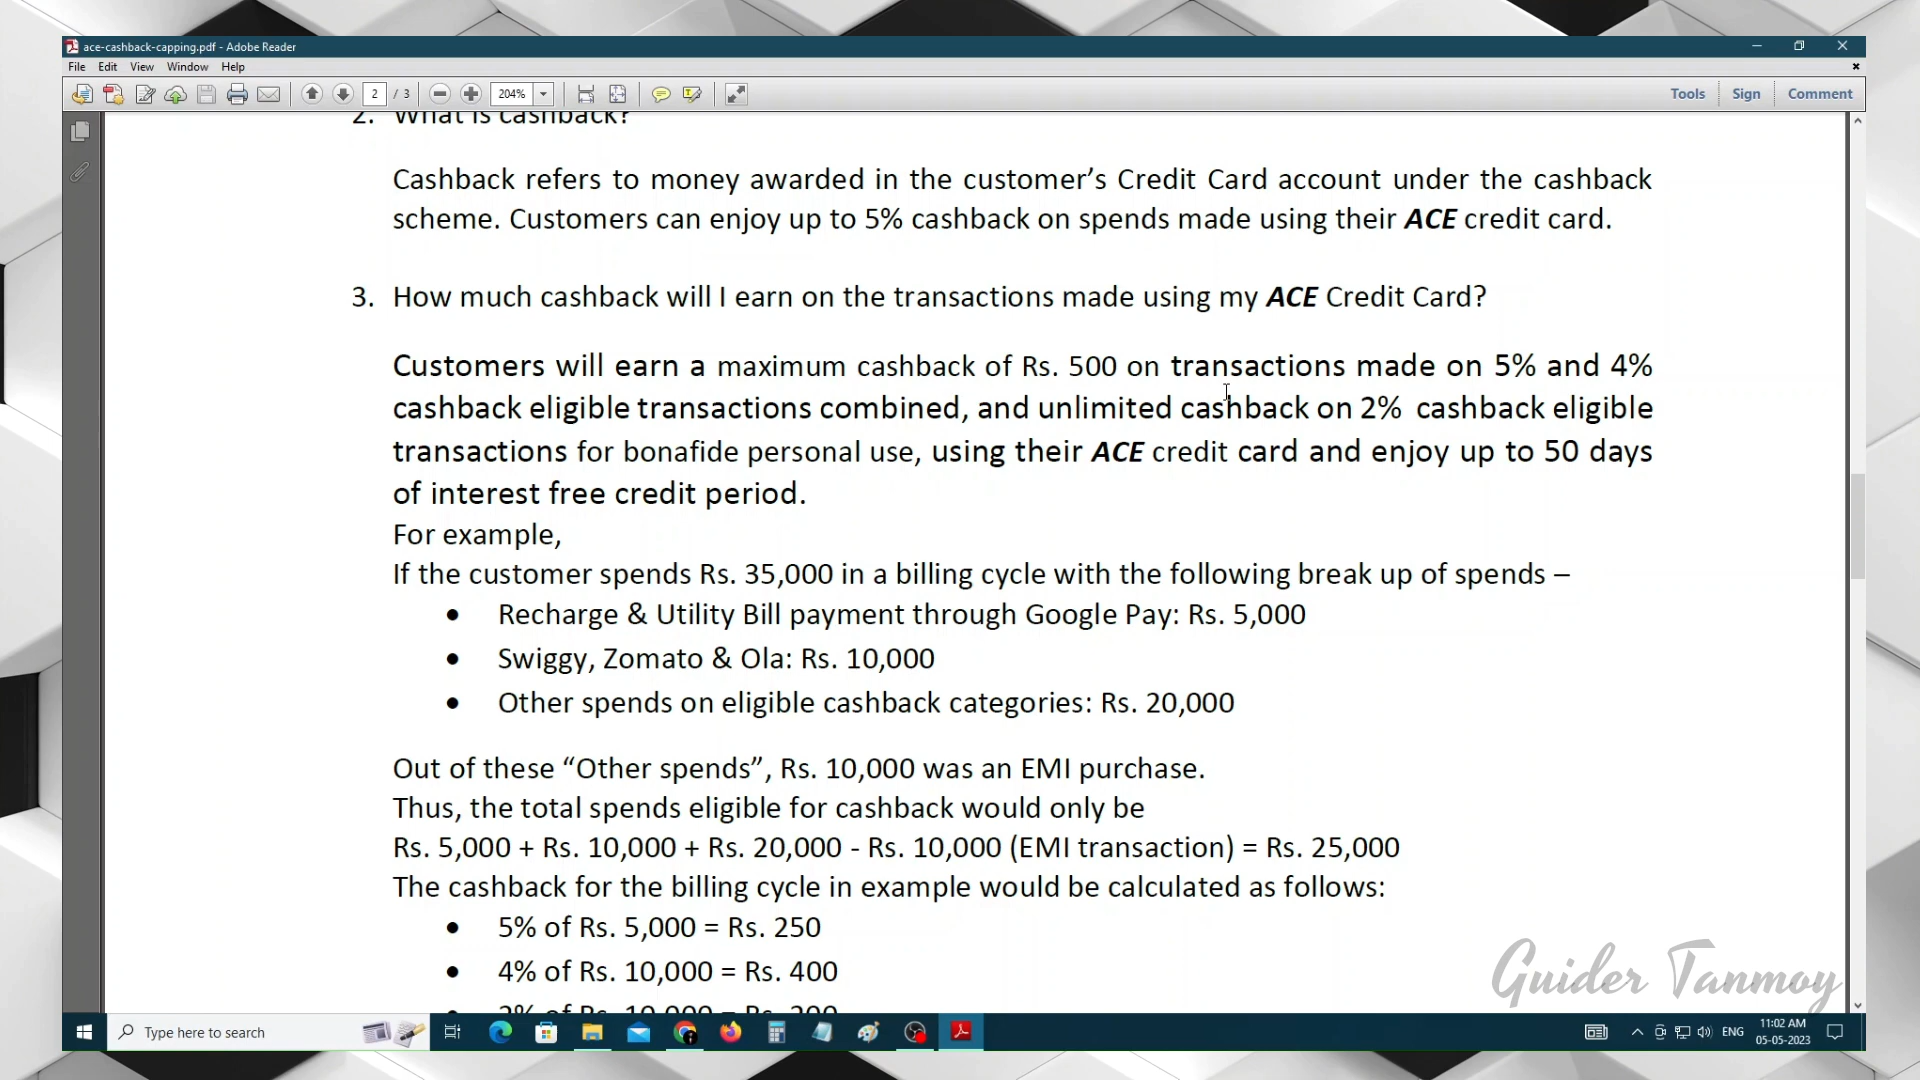 ace-cashback-capping.pdf - Adobe Reader
File Edit View Window Help
2 / 3 204% Tools Sign Comment
2. What is cashback?
Cashback refers to money awarded in the customer’s Credit Card account under the cashback
scheme. Customers can enjoy up to 5% cashback on spends made using their ACE credit card.
3. How much cashback will I earn on the transactions made using my ACE Credit Card?
Customers will earn a maximum cashback of Rs. 500 on transactions made on 5% and 4%
cashback eligible transactions combined, and unlimited cashback on 2% cashback eligible
transactions for bonafide personal use, using their ACE credit card and enjoy up to 50 days
of interest free credit period.
For example,
If the customer spends Rs. 35,000 in a billing cycle with the following break up of spends –
• Recharge & Utility Bill payment through Google Pay: Rs. 5,000
• Swiggy, Zomato & Ola: Rs. 10,000
• Other spends on eligible cashback categories: Rs. 20,000
Out of these “Other spends”, Rs. 10,000 was an EMI purchase.
Thus, the total spends eligible for cashback would only be
Rs. 5,000 + Rs. 10,000 + Rs. 20,000 - Rs. 10,000 (EMI transaction) = Rs. 25,000
The cashback for the billing cycle in example would be calculated as follows:
• 5% of Rs. 5,000 = Rs. 250
• 4% of Rs. 10,000 = Rs. 400
• 2% of Rs. 10,000 = Rs. 200
Guider Tanmoy
Type here to search
ENG
11:02 AM
05-05-2023